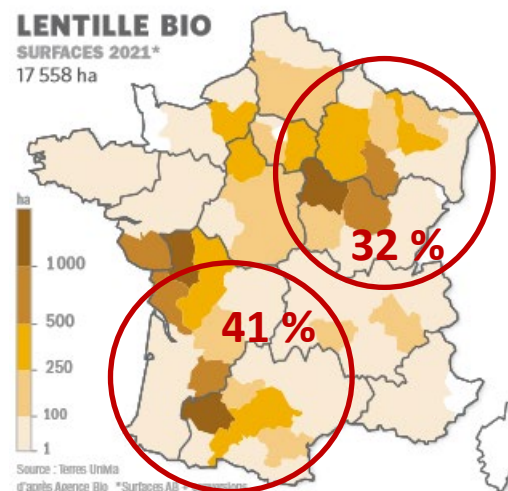 LENTILLE BIO
SURFACES 2021*
17 558 ha
ha
1000
500
250
100
1
32 %
41 %
Source : Terres Univia
d'après Agence Bio *Surfaces AB +